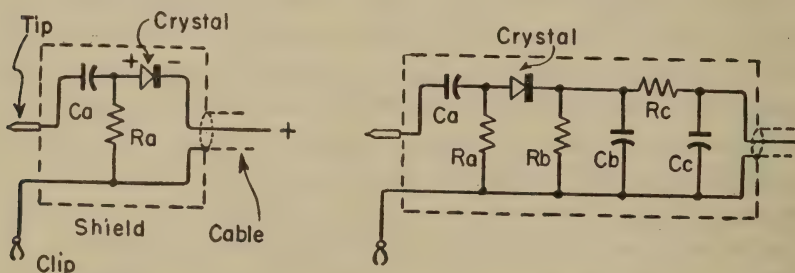 Tip
Crystal
+ -
Ca
Ra
+
Shield
Cable
Clip
Crystal
Ca
Ra
Rb
Cb
Rc
Cc